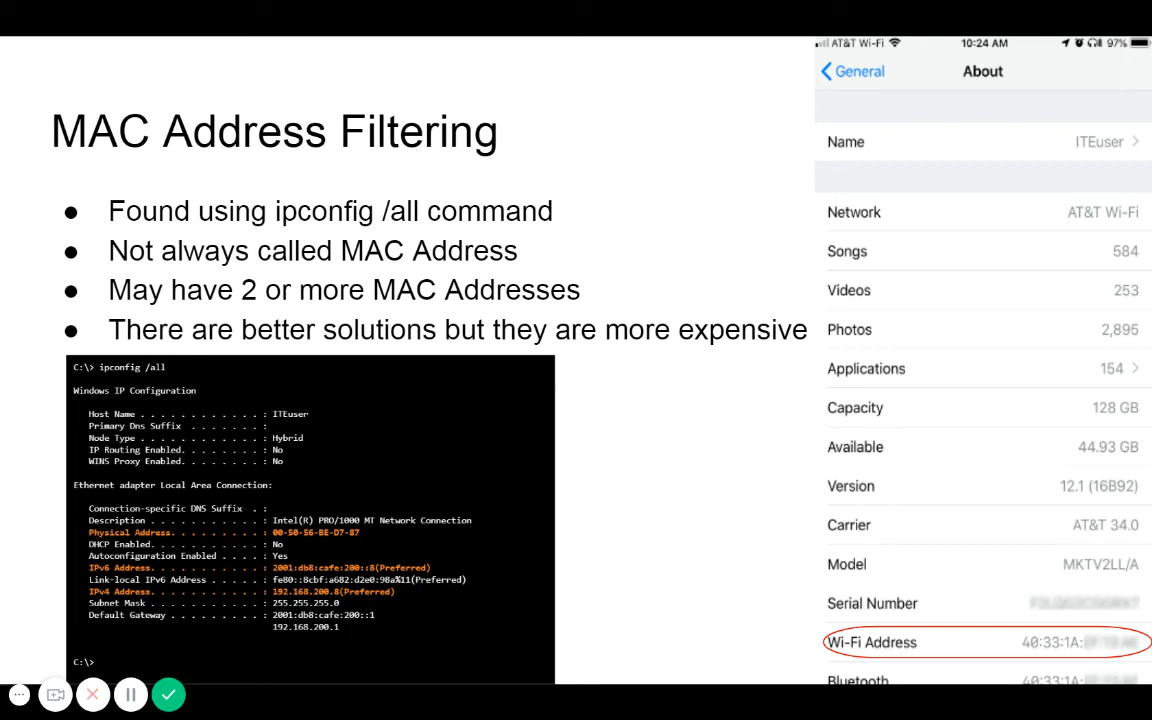 MAC Address Filtering
● Found using ipconfig /all command
● Not always called MAC Address
● May have 2 or more MAC Addresses
● There are better solutions but they are more expensive
C:\> ipconfig /all
Windows IP Configuration
Host Name . . . . . . . . . . . . : ITEuser
Primary Dns Suffix . . . . . . . :
Node Type . . . . . . . . . . . . : Hybrid
IP Routing Enabled. . . . . . . . : No
WINS Proxy Enabled. . . . . . . . : No
Ethernet adapter Local Area Connection:
Connection-specific DNS Suffix . :
Description . . . . . . . . . . . : Intel(R) PRO/1000 MT Network Connection
Physical Address. . . . . . . . . : 00-50-56-BE-D7-87
DHCP Enabled. . . . . . . . . . . : No
Autoconfiguration Enabled . . . . : Yes
IPv6 Address. . . . . . . . . . . : 2001:db8:cafe:200::8(Preferred)
Link-local IPv6 Address . . . . . : fe80::8cbf:a682:d2e0:98a%11(Preferred)
IPv4 Address. . . . . . . . . . . : 192.168.200.8(Preferred)
Subnet Mask . . . . . . . . . . . : 255.255.255.0
Default Gateway . . . . . . . . . : 2001:db8:cafe:200::1
192.168.200.1
C:\>
AT&T Wi-Fi 10:24 AM 97%
General About
Name ITEuser
Network AT&T Wi-Fi
Songs 584
Videos 253
Photos 2,895
Applications 154
Capacity 128 GB
Available 44.93 GB
Version 12.1 (16B92)
Carrier AT&T 34.0
Model MKTV2LL/A
Serial Number
Wi-Fi Address 40:33:1A:
Bluetooth 40:33:1A: